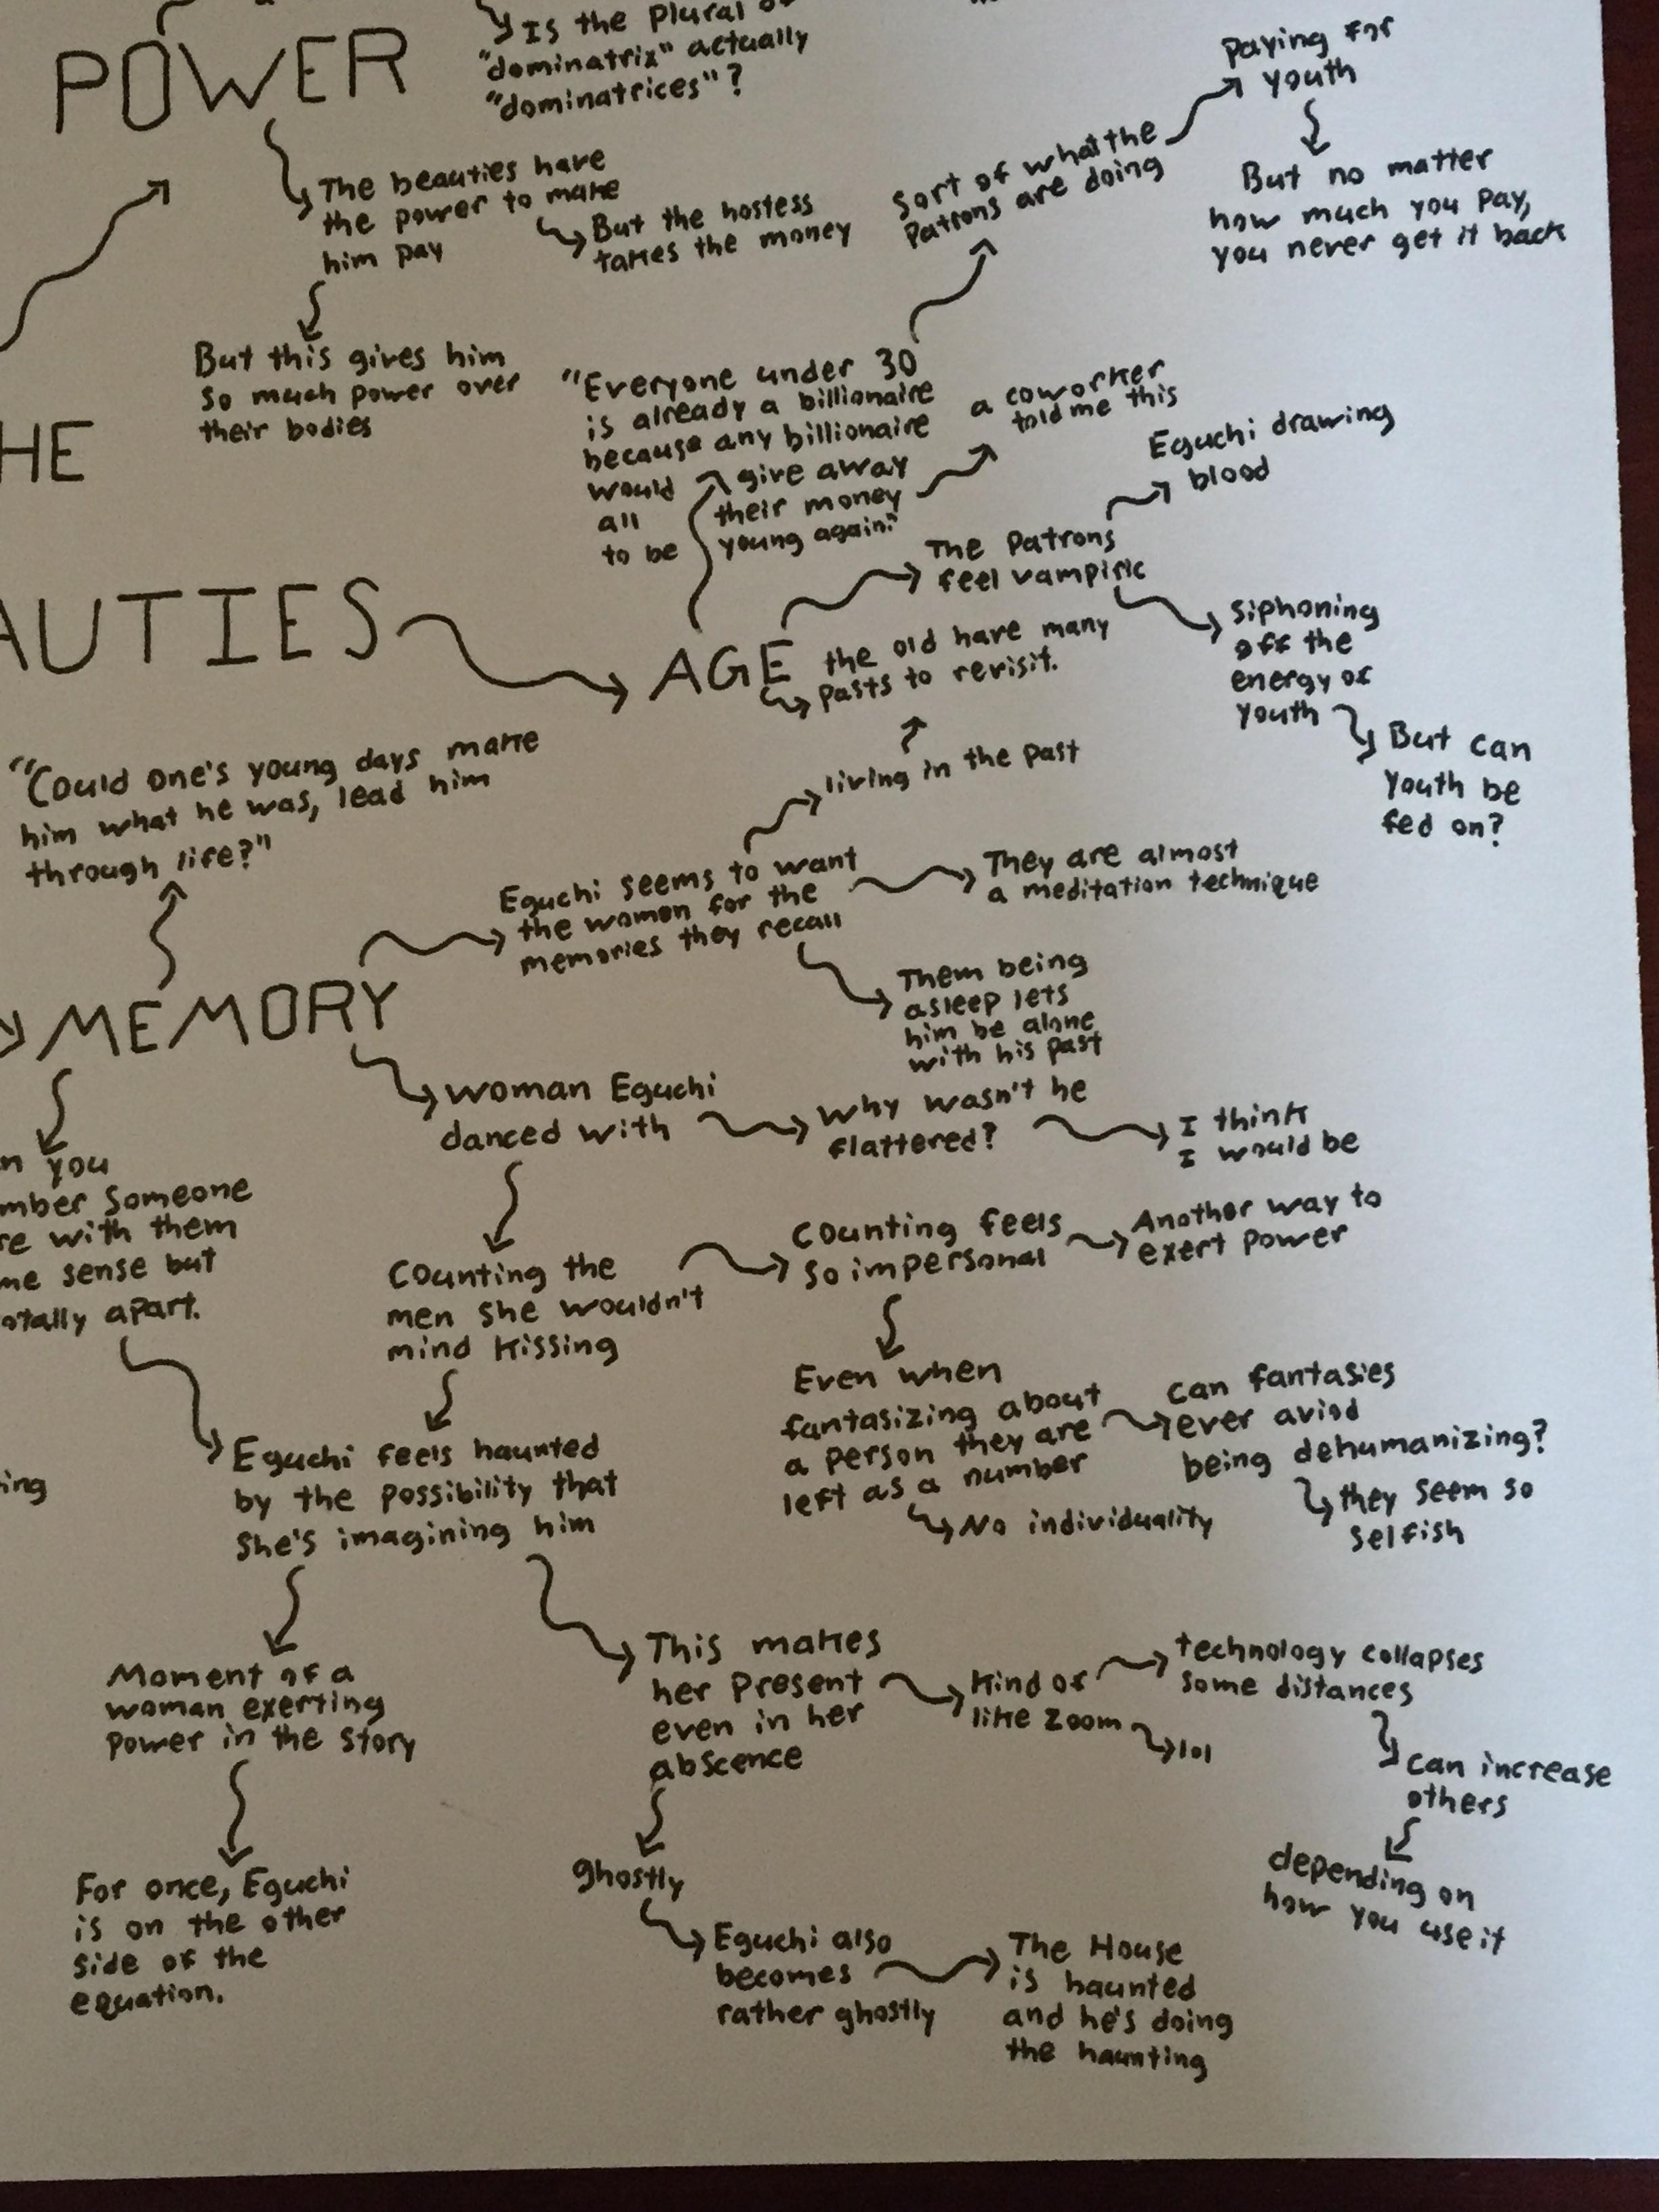 POWER
Is the plural
"dominatrix" actually
"dominatrices"?
The beauties have
the power to make
him pay
But the hostess
takes the money
But this gives him
so much power over
their bodies
Paying for
youth
But no matter
how much you pay,
you never get it back
Sort of what the
Patrons are doing
"Everyone under 30
is already a billionaire
because any billionaire
would give away
all their money
to be young again."
a coworker
told me this
Eguchi drawing
blood
The Patrons
feel vampiric
Siphoning
off the
energy of
youth
But can
youth be
fed on?
HE
AUTIES
AGE
the old have many
pasts to revisit.
living in the past
"Could one's young days make
him what he was, lead him
through life?"
Eguchi seems to want
the women for the
memories they recall
They are almost
a meditation technique
Them being
asleep lets
him be alone
with his past
MEMORY
woman Eguchi
danced with
Why wasn't he
flattered?
I think
I would be
n you
mber someone
re with them
me sense but
otally apart.
ing
Counting the
men she wouldn't
mind kissing
Counting feels
so impersonal
Another way to
exert power
Even when
fantasizing about
a person they are
left as a number
No individuality
can fantasies
ever aviod
being dehumanizing?
they seem so
selfish
Eguchi feels haunted
by the possibility that
she's imagining him
Moment of a
woman exerting
power in the story
For once, Eguchi
is on the other
side of the
equation.
This makes
her present
even in her
abscence
Kind of
like zoom
lol
technology collapses
some distances
can increase
others
depending on
how you use it
ghostly
Eguchi also
becomes
rather ghostly
The House
is haunted
and he's doing
the haunting